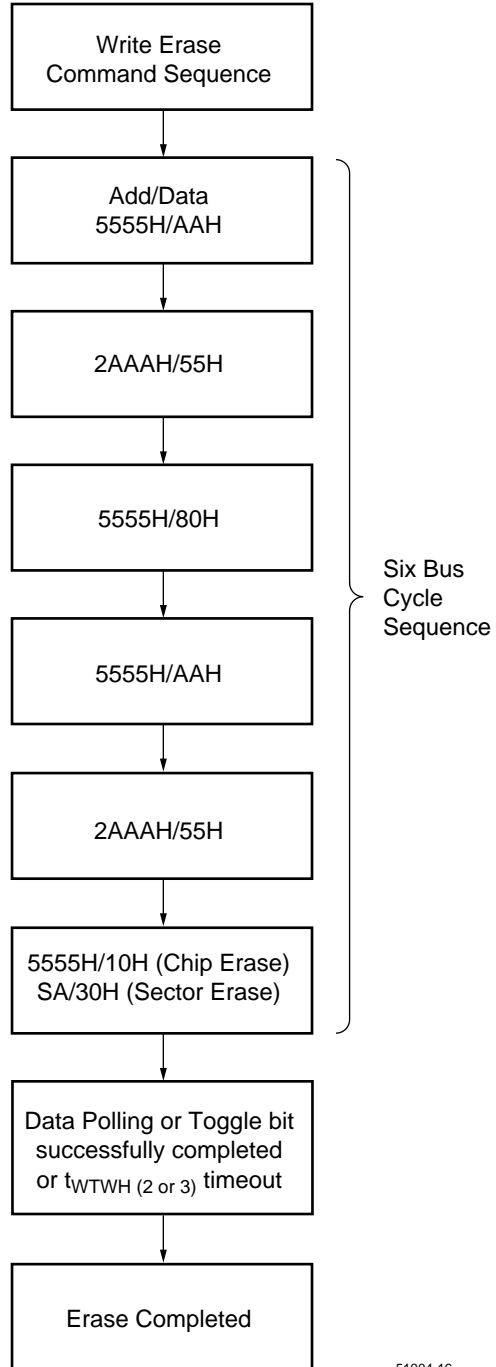 Write Erase
Command Sequence
Add/Data
5555H/AAH
2AAAH/55H
5555H/80H
5555H/AAH
2AAAH/55H
5555H/10H (Chip Erase)
SA/30H (Sector Erase)
Six Bus
Cycle
Sequence
Data Polling or Toggle bit
successfully completed
or tWTWH (2 or 3) timeout
Erase Completed